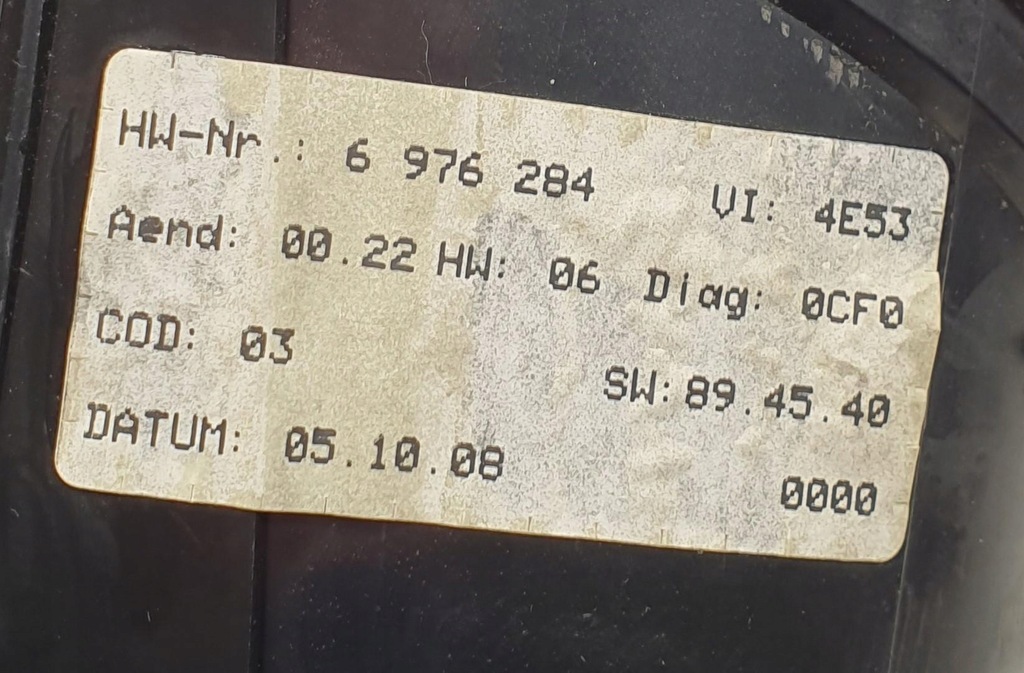 HW-Nr.: 6 976 284 VI: 4E53
Aend: 00.22 HW: 06 Diag: 0CF0
COD: 03 SW: 89.45.40
DATUM: 05.10.08 0000